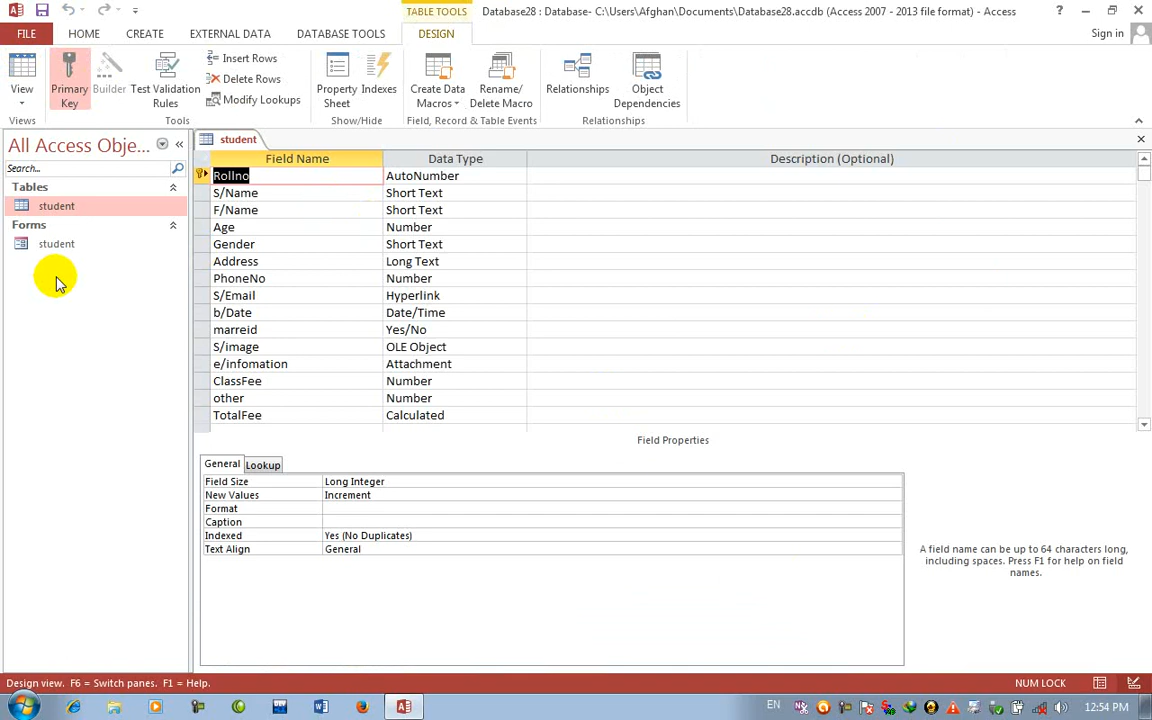 TABLE TOOLS
Database28 : Database- C:\Users\Afghan\Documents\Database28.accdb (Access 2007 - 2013 file format) - Access
?
FILE HOME CREATE EXTERNAL DATA DATABASE TOOLS DESIGN
Sign in
View
Primary Key
Builder
Test Validation Rules
Insert Rows
Delete Rows
Modify Lookups
Property Sheet
Indexes
Create Data Macros
Rename/ Delete Macro
Relationships
Object Dependencies
Views
Tools
Show/Hide
Field, Record & Table Events
Relationships
All Access Obje...
Search...
Tables
student
Forms
student
student
Field Name Data Type Description (Optional)
Rollno AutoNumber
S/Name Short Text
F/Name Short Text
Age Number
Gender Short Text
Address Long Text
PhoneNo Number
S/Email Hyperlink
b/Date Date/Time
marreid Yes/No
S/image OLE Object
e/infomation Attachment
ClassFee Number
other Number
TotalFee Calculated
Field Properties
General Lookup
Field Size Long Integer
New Values Increment
Format
Caption
Indexed Yes (No Duplicates)
Text Align General
A field name can be up to 64 characters long,
including spaces. Press F1 for help on field
names.
Design view. F6 = Switch panes. F1 = Help.
NUM LOCK
EN
12:54 PM